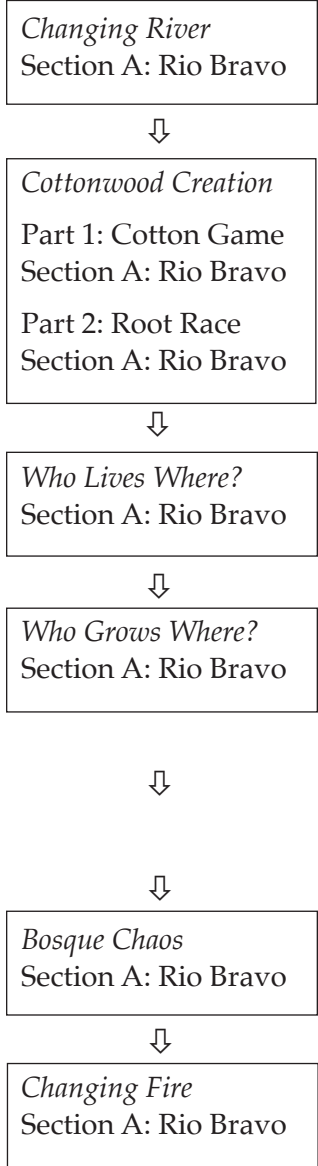 Changing River
Section A: Rio Bravo
⇩
Cottonwood Creation
Part 1: Cotton Game
Section A: Rio Bravo
Part 2: Root Race
Section A: Rio Bravo
⇩
Who Lives Where?
Section A: Rio Bravo
⇩
Who Grows Where?
Section A: Rio Bravo
⇩
⇩
Bosque Chaos
Section A: Rio Bravo
⇩
Changing Fire
Section A: Rio Bravo